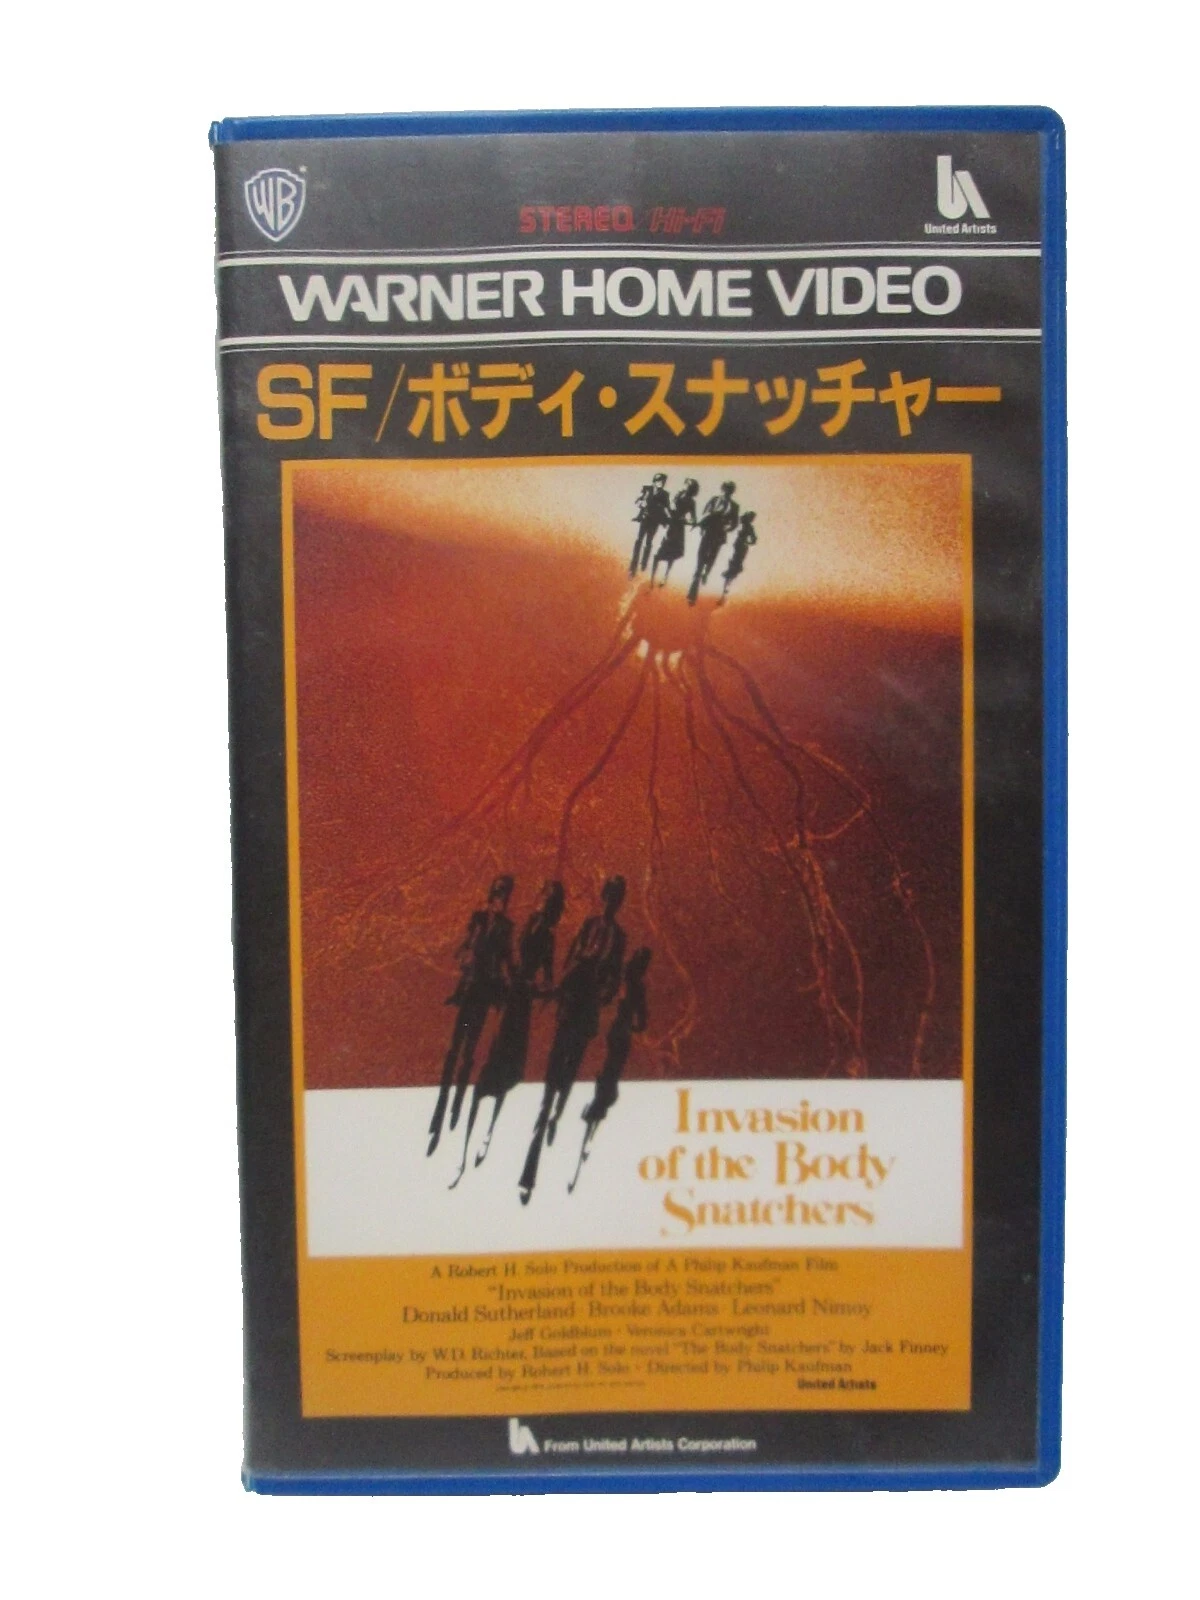 WB
STEREO / Hi-Fi
United Artists
WARNER HOME VIDEO
SF/ボディ・スナッチャー
Invasion
of the Body
Snatchers
A Robert H. Solo Production of A Philip Kaufman Film
"Invasion of the Body Snatchers"
Donald Sutherland · Brooke Adams · Leonard Nimoy
Jeff Goldblum · Veronica Cartwright
Screenplay by W.D. Richter, Based on the novel "The Body Snatchers" by Jack Finney
Produced by Robert H. Solo · Directed by Philip Kaufman
United Artists
From United Artists Corporation